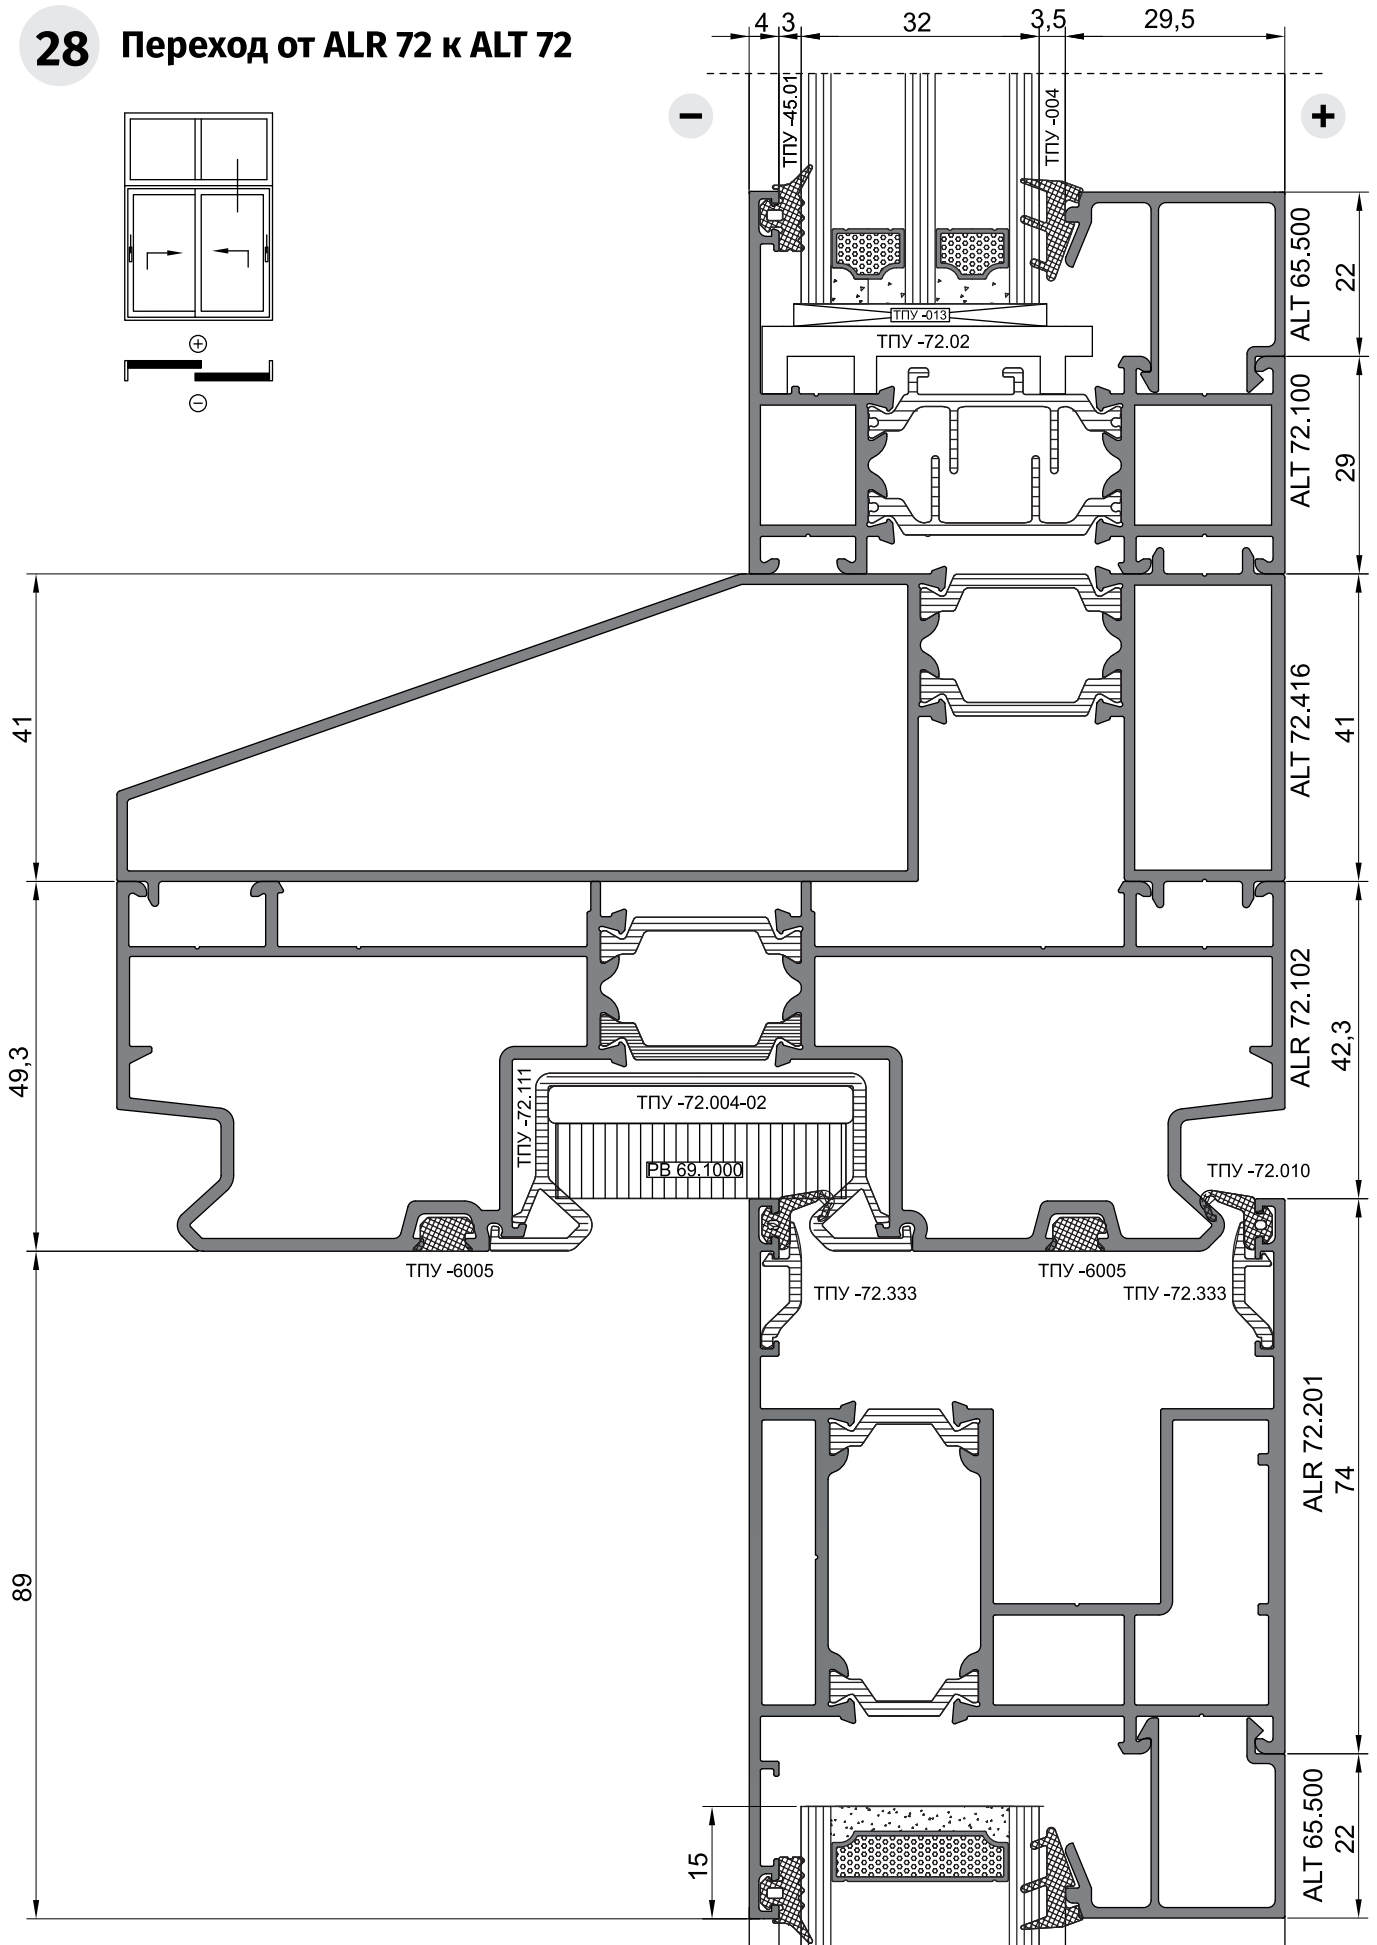 28 Переход от ALR 72 к ALT 72
4 3 32 3,5 29,5
ТПУ -45.01
ТПУ -004
−
+
ТПУ -013
ТПУ -72.02
ALT 65.500
22
ALT 72.100
29
+
−
41
ALT 72.416
41
49,3
ALR 72.102
42,3
ТПУ -72.111
ТПУ -72.004-02
РВ 69.1000
ТПУ -72.010
ТПУ -6005
ТПУ -6005
ТПУ -72.333
ТПУ -72.333
89
ALR 72.201
74
15
ALT 65.500
22